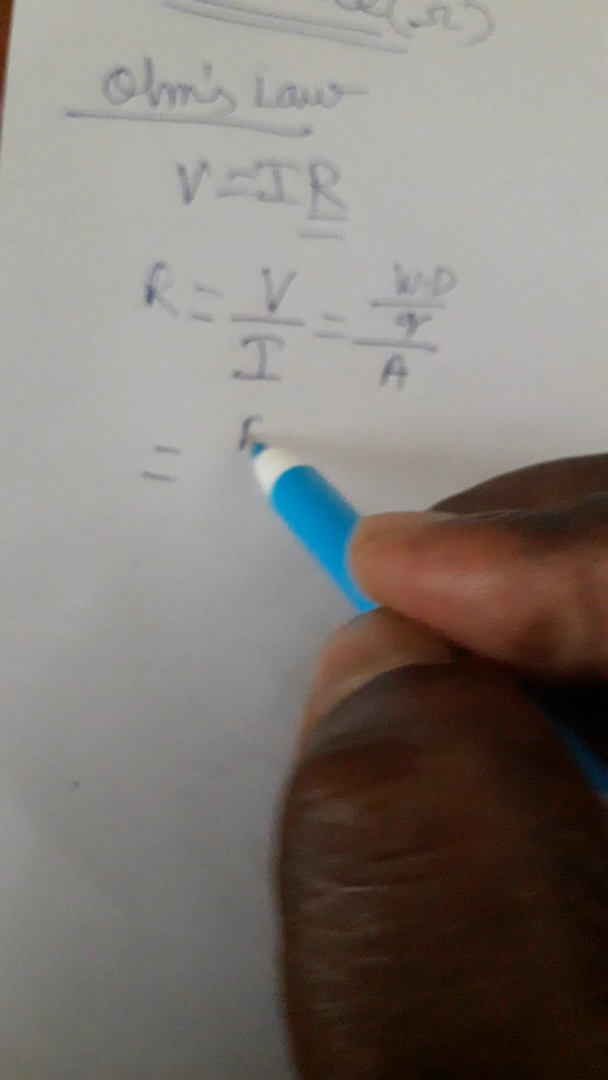 (Ω)
Ohm's Law
V = IR
R = V/I = W·D/q/A
=